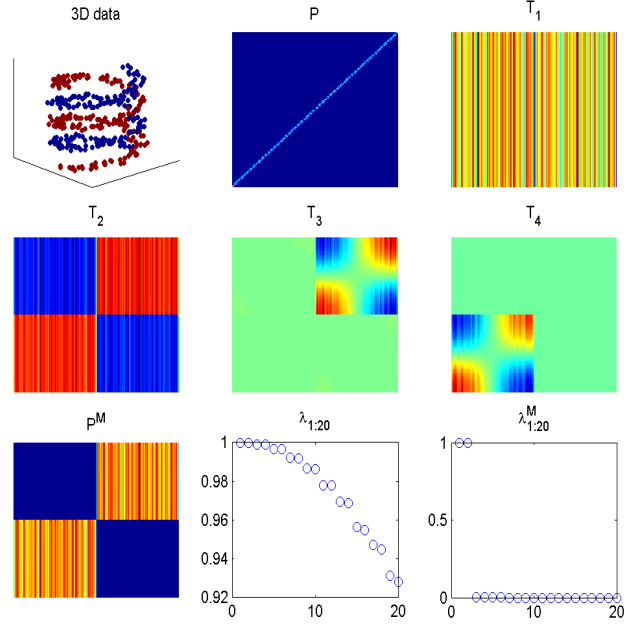 3D data
P
T₁
T₂
T₃
T₄
Pᴹ
λ₁:₂₀
1
0.98
0.96
0.94
0.92
0
10
20
λᴹ₁:₂₀
1
0.5
0
0
10
20